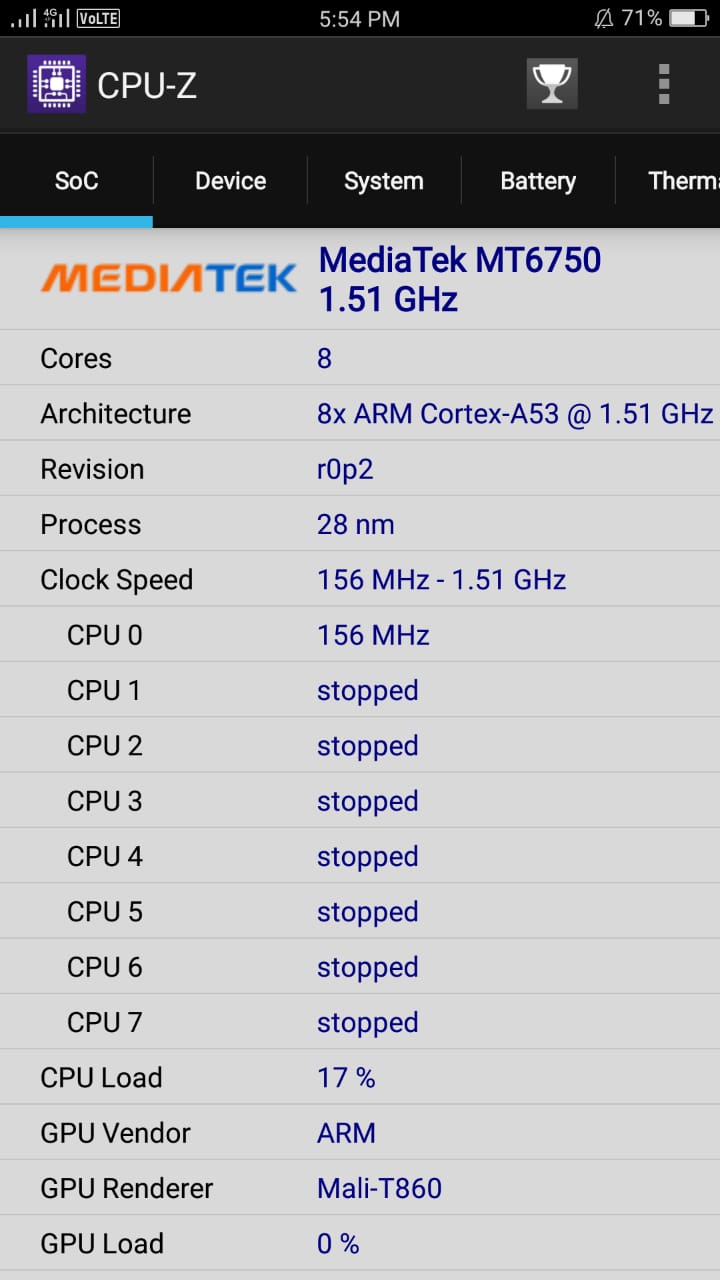 4G VoLTE 5:54 PM 71%
CPU-Z
SoC Device System Battery Therma
MEDIATEK MediaTek MT6750
1.51 GHz
Cores 8
Architecture 8x ARM Cortex-A53 @ 1.51 GHz
Revision r0p2
Process 28 nm
Clock Speed 156 MHz - 1.51 GHz
CPU 0 156 MHz
CPU 1 stopped
CPU 2 stopped
CPU 3 stopped
CPU 4 stopped
CPU 5 stopped
CPU 6 stopped
CPU 7 stopped
CPU Load 17 %
GPU Vendor ARM
GPU Renderer Mali-T860
GPU Load 0 %